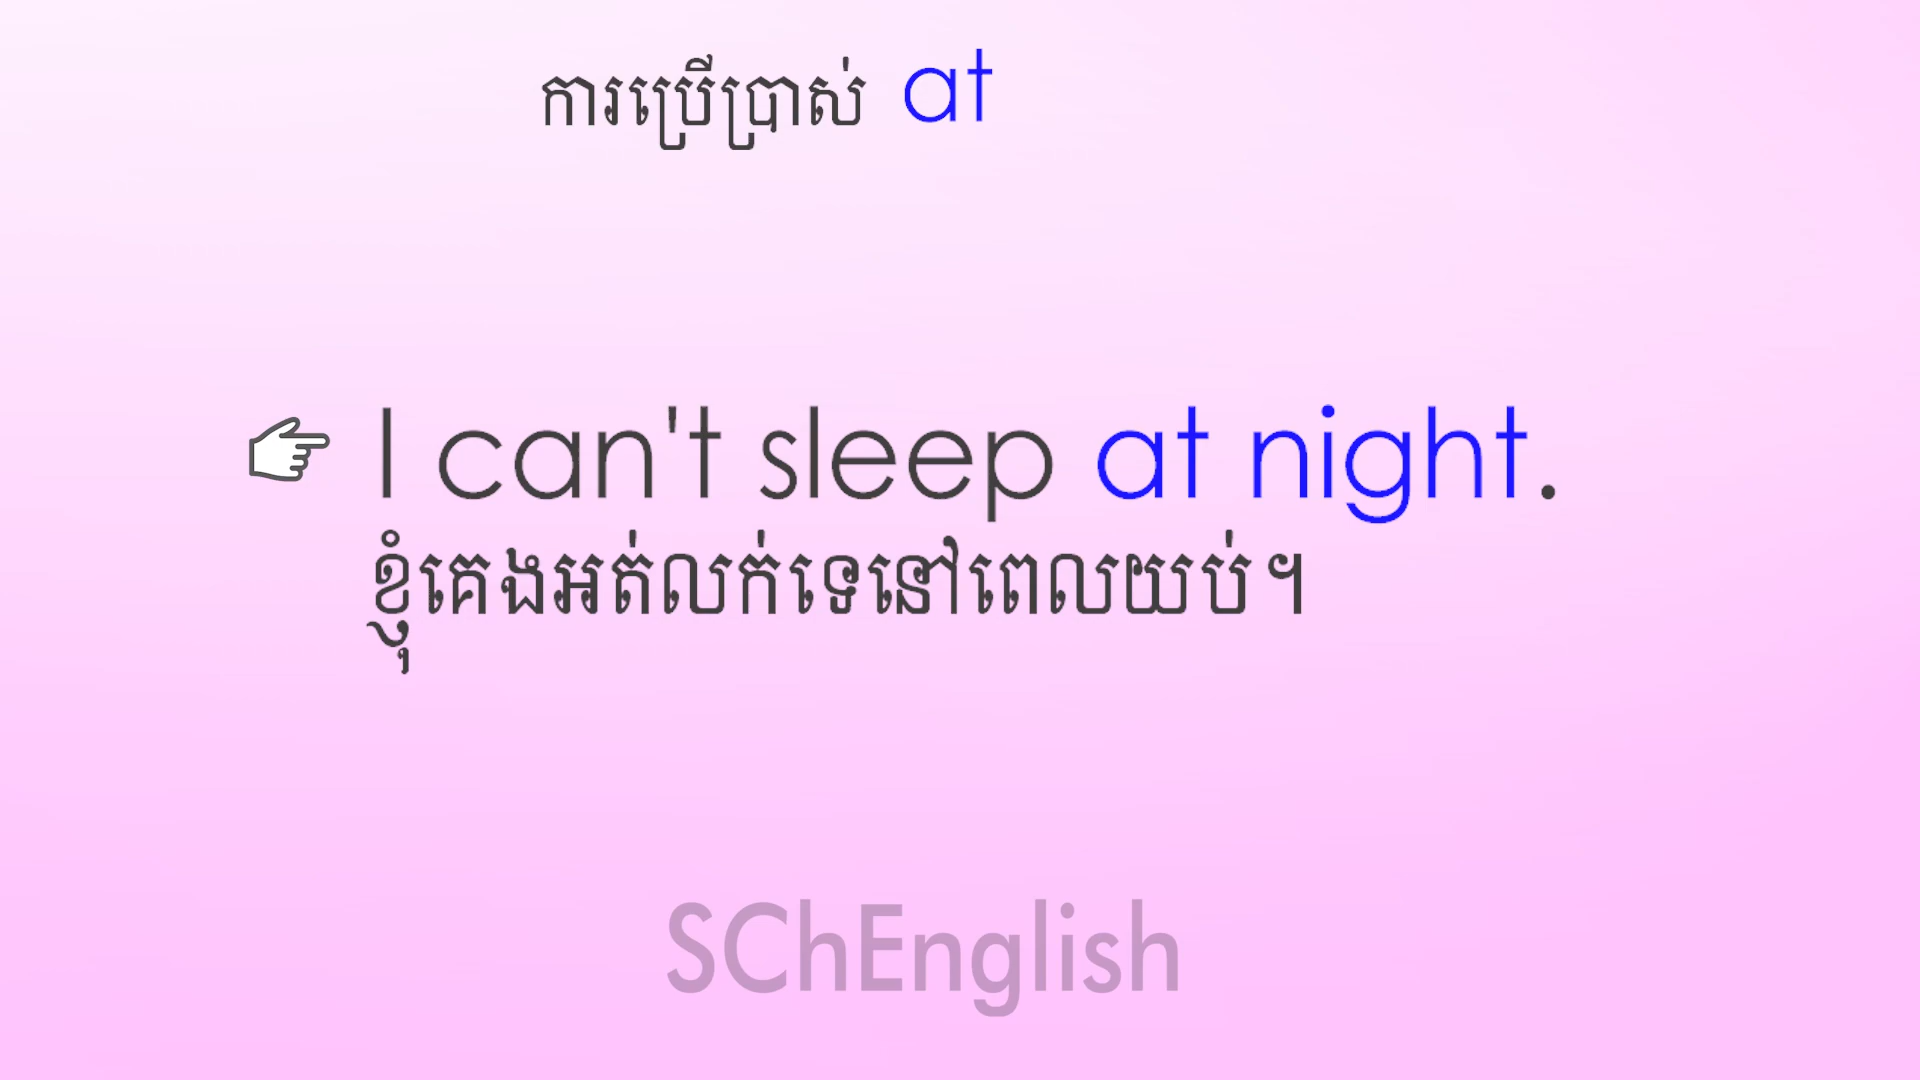 ការប្រើប្រាស់ at
I can't sleep at night.
ខ្ញុំគេងអត់លក់ទេនៅពេលយប់។
SChEnglish